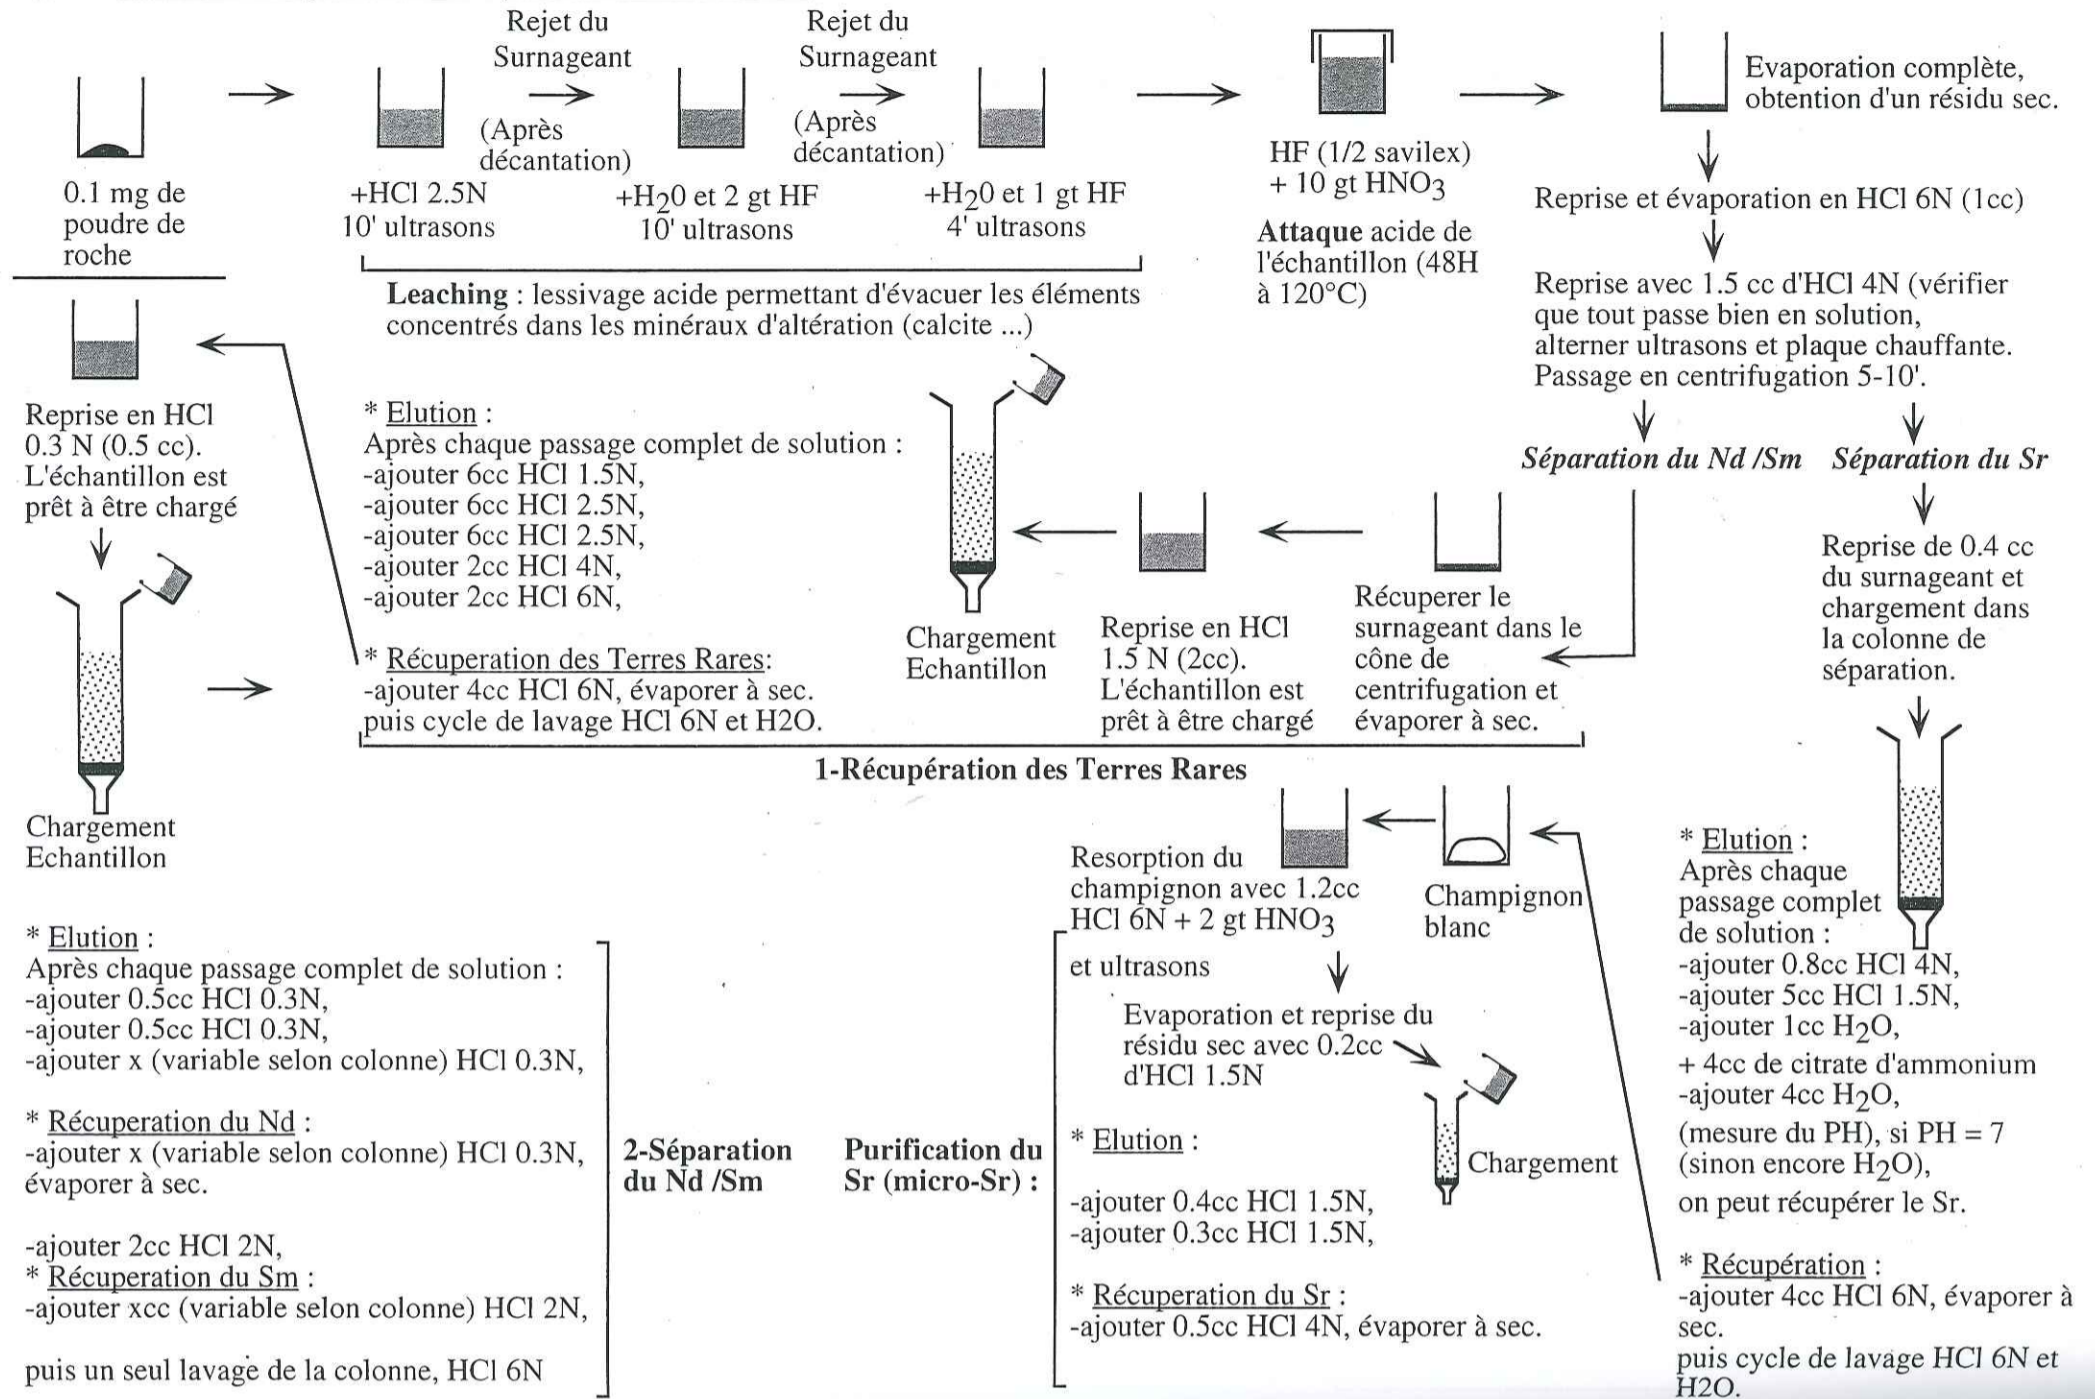 Rejet du
Surnageant
(Après
décantation)
Rejet du
Surnageant
(Après
décantation)
0.1 mg de
poudre de
roche
+HCl 2.5N
10' ultrasons
+H20 et 2 gt HF
10' ultrasons
+H20 et 1 gt HF
4' ultrasons
Leaching : lessivage acide permettant d'évacuer les éléments
concentrés dans les minéraux d'altération (calcite ...)
HF (1/2 savilex)
+ 10 gt HNO3
Attaque acide de
l'échantillon (48H
à 120°C)
Evaporation complète,
obtention d'un résidu sec.
Reprise et évaporation en HCl 6N (1cc)
Reprise avec 1.5 cc d'HCl 4N (vérifier
que tout passe bien en solution,
alterner ultrasons et plaque chauffante.
Passage en centrifugation 5-10'.
Séparation du Nd /Sm
Séparation du Sr
Récuperer le
surnageant dans le
cône de
centrifugation et
évaporer à sec.
Reprise en HCl
1.5 N (2cc).
L'échantillon est
prêt à être chargé
Chargement
Echantillon
* Elution :
Après chaque passage complet de solution :
-ajouter 6cc HCl 1.5N,
-ajouter 6cc HCl 2.5N,
-ajouter 6cc HCl 2.5N,
-ajouter 2cc HCl 4N,
-ajouter 2cc HCl 6N,
* Récuperation des Terres Rares:
-ajouter 4cc HCl 6N, évaporer à sec.
puis cycle de lavage HCl 6N et H2O.
1-Récupération des Terres Rares
Reprise en HCl
0.3 N (0.5 cc).
L'échantillon est
prêt à être chargé
Chargement
Echantillon
* Elution :
Après chaque passage complet de solution :
-ajouter 0.5cc HCl 0.3N,
-ajouter 0.5cc HCl 0.3N,
-ajouter x (variable selon colonne) HCl 0.3N,
* Récuperation du Nd :
-ajouter x (variable selon colonne) HCl 0.3N,
évaporer à sec.
-ajouter 2cc HCl 2N,
* Récuperation du Sm :
-ajouter xcc (variable selon colonne) HCl 2N,
puis un seul lavage de la colonne, HCl 6N
2-Séparation
du Nd /Sm
Reprise de 0.4 cc
du surnageant et
chargement dans
la colonne de
séparation.
* Elution :
Après chaque
passage complet
de solution :
-ajouter 0.8cc HCl 4N,
-ajouter 5cc HCl 1.5N,
-ajouter 1cc H2O,
+ 4cc de citrate d'ammonium
-ajouter 4cc H2O,
(mesure du PH), si PH = 7
(sinon encore H2O),
on peut récupérer le Sr.
* Récupération :
-ajouter 4cc HCl 6N, évaporer à
sec.
puis cycle de lavage HCl 6N et
H2O.
Champignon
blanc
Resorption du
champignon avec 1.2cc
HCl 6N + 2 gt HNO3
et ultrasons
Evaporation et reprise du
résidu sec avec 0.2cc
d'HCl 1.5N
Chargement
Purification du
Sr (micro-Sr) :
* Elution :
-ajouter 0.4cc HCl 1.5N,
-ajouter 0.3cc HCl 1.5N,
* Récuperation du Sr :
-ajouter 0.5cc HCl 4N, évaporer à sec.